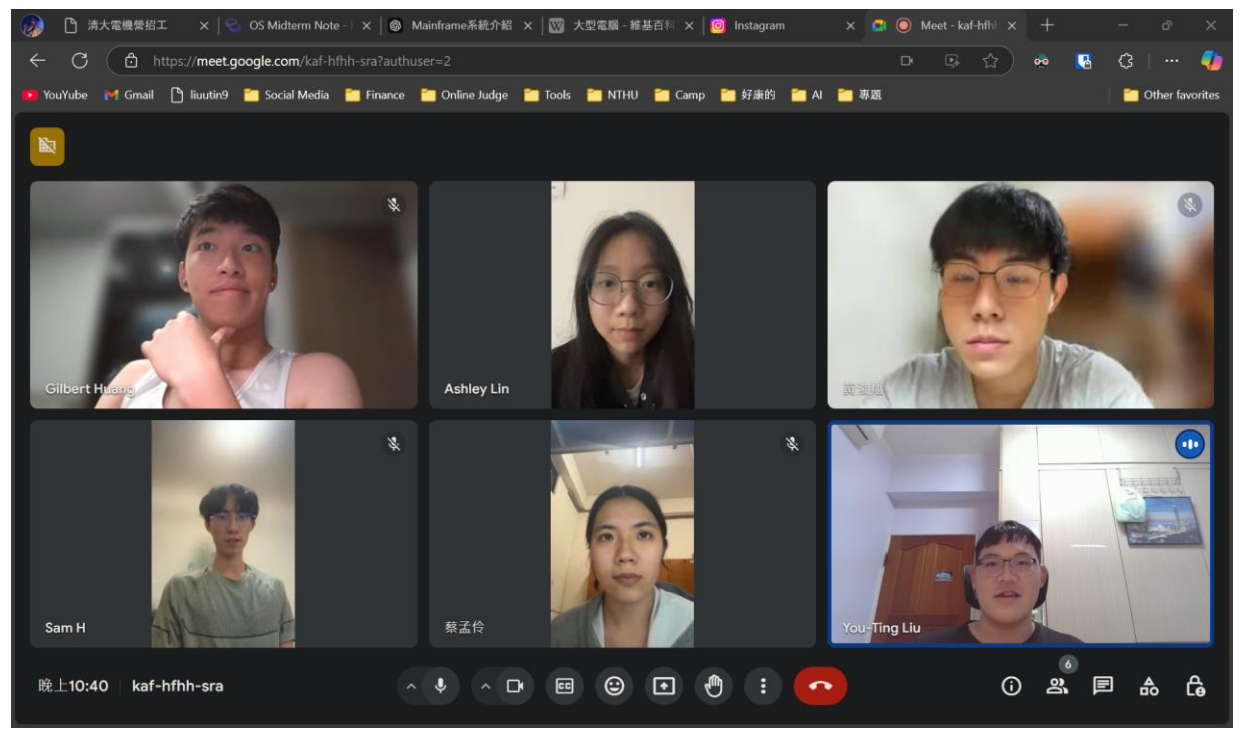 清大電機營招工
OS Midterm Note -
Mainframe系統介紹
大型電腦 - 維基百科
Instagram
Meet - kaf-hfhh
https://meet.google.com/kaf-hfhh-sra?authuser=2
YouYube
Gmail
liuutin9
Social Media
Finance
Online Judge
Tools
NTHU
Camp
好康的
AI
專題
Other favorites
Gilbert Huang
Ashley Lin
Sam H
蔡孟伶
You-Ting Liu
晚上10:40
kaf-hfhh-sra
CC
6